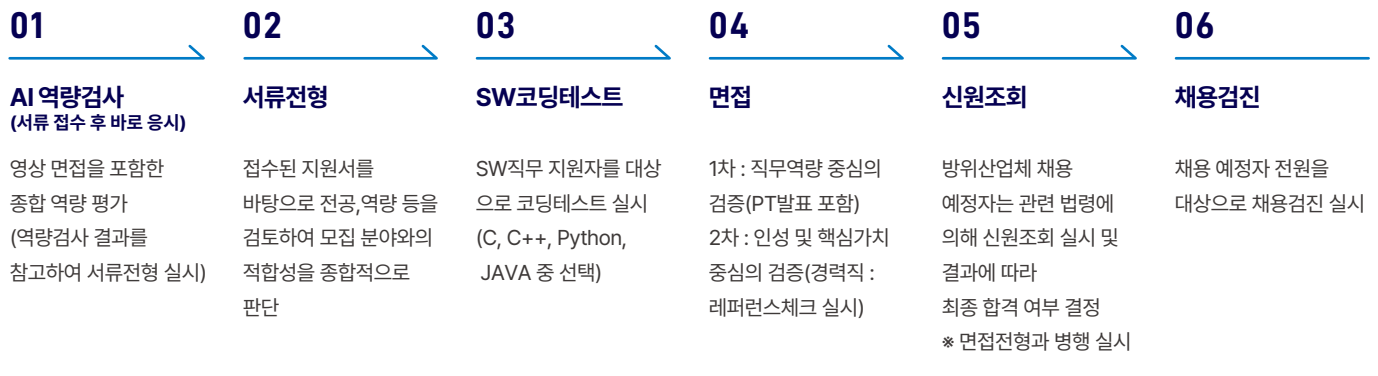 01
AI 역량검사
(서류 접수 후 바로 응시)
영상 면접을 포함한
종합 역량 평가
(역량검사 결과를
참고하여 서류전형 실시)
02
서류전형
접수된 지원서를
바탕으로 전공,역량 등을
검토하여 모집 분야와의
적합성을 종합적으로
판단
03
SW코딩테스트
SW직무 지원자를 대상
으로 코딩테스트 실시
(C, C++, Python,
JAVA 중 선택)
04
면접
1차 : 직무역량 중심의
검증(PT발표 포함)
2차 : 인성 및 핵심가치
중심의 검증(경력직 :
레퍼런스체크 실시)
05
신원조회
방위산업체 채용
예정자는 관련 법령에
의해 신원조회 실시 및
결과에 따라
최종 합격 여부 결정
※ 면접전형과 병행 실시
06
채용검진
채용 예정자 전원을
대상으로 채용검진 실시